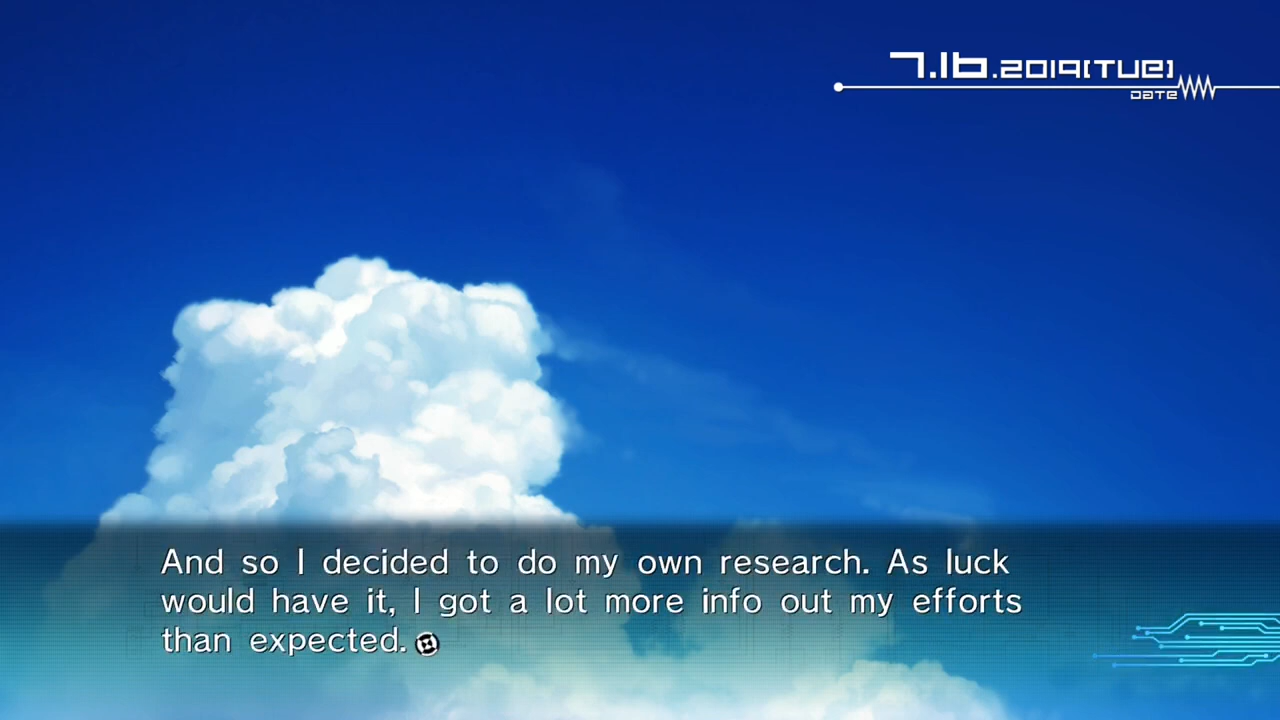 7.16.2019(TUE)
DATE
And so I decided to do my own research. As luck
would have it, I got a lot more info out my efforts
than expected.